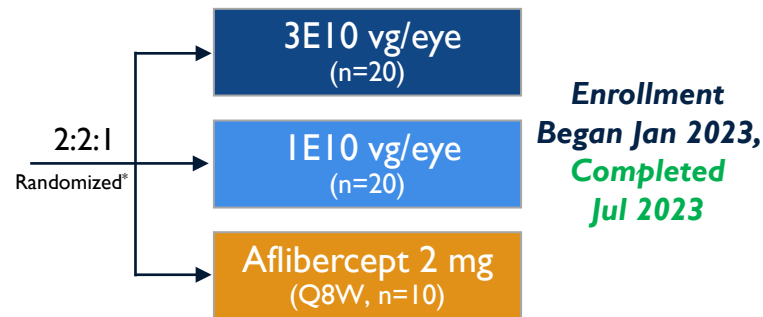 3E10 vg/eye
(n=20)
2:2:1
Randomized*
1E10 vg/eye
(n=20)
Aflibercept 2 mg
(Q8W, n=10)
Enrollment
Began Jan 2023,
Completed
Jul 2023